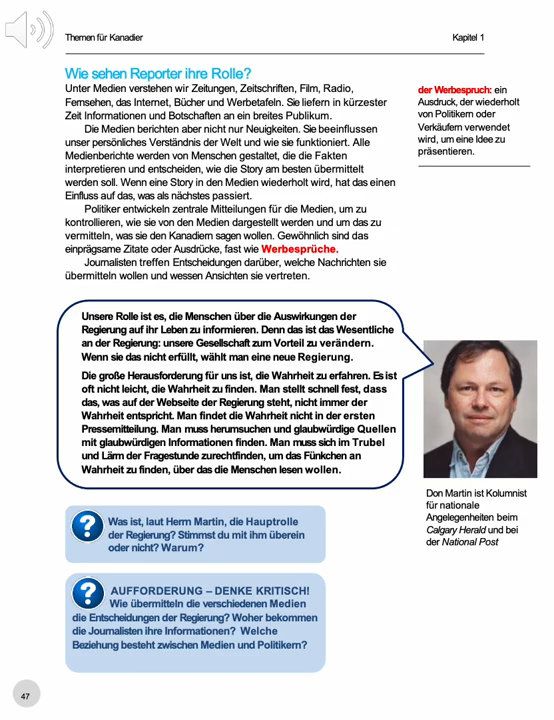 Themen für Kanadier
Kapitel 1
Wie sehen Reporter ihre Rolle?
Unter Medien verstehen wir Zeitungen, Zeitschriften, Film, Radio,
Fernsehen, das Internet, Bücher und Werbetafeln. Sie liefern in kürzester
Zeit Informationen und Botschaften an ein breites Publikum.
Die Medien berichten aber nicht nur Neuigkeiten. Sie beeinflussen
unser persönliches Verständnis der Welt und wie sie funktioniert. Alle
Medienberichte werden von Menschen gestaltet, die die Fakten
interpretieren und entscheiden, wie die Story am besten übermittelt
werden soll. Wenn eine Story in den Medien wiederholt wird, hat das einen
Einfluss auf das, was als nächstes passiert.
Politiker entwickeln zentrale Mitteilungen für die Medien, um zu
kontrollieren, wie sie von den Medien dargestellt werden und um das zu
vermitteln, was sie den Kanadiern sagen wollen. Gewöhnlich sind das
einprägsame Zitate oder Ausdrücke, fast wie Werbesprüche.
Journalisten treffen Entscheidungen darüber, welche Nachrichten sie
übermitteln wollen und wessen Ansichten sie vertreten.
der Werbespruch: ein
Ausdruck, der wiederholt
von Politikern oder
Verkäufern verwendet
wird, um eine Idee zu
präsentieren.
Unsere Rolle ist es, die Menschen über die Auswirkungen der
Regierung auf ihr Leben zu informieren. Denn das ist das Wesentliche
an der Regierung: unsere Gesellschaft zum Vorteil zu verändern.
Wenn sie das nicht erfüllt, wählt man eine neue Regierung.
Die große Herausforderung für uns ist, die Wahrheit zu erfahren. Es ist
oft nicht leicht, die Wahrheit zu finden. Man stellt schnell fest, dass
das, was auf der Webseite der Regierung steht, nicht immer der
Wahrheit entspricht. Man findet die Wahrheit nicht in der ersten
Pressemitteilung. Man muss herumsuchen und glaubwürdige Quellen
mit glaubwürdigen Informationen finden. Man muss sich im Trubel
und Lärm der Fragestunde zurechtfinden, um das Fünkchen an
Wahrheit zu finden, über das die Menschen lesen wollen.
Don Martin ist Kolumnist
für nationale
Angelegenheiten beim
Calgary Herald und bei
der National Post
?
Was ist, laut Herrn Martin, die Hauptrolle
der Regierung? Stimmst du mit ihm überein
oder nicht? Warum?
?
AUFFORDERUNG – DENKE KRITISCH!
Wie übermitteln die verschiedenen Medien
die Entscheidungen der Regierung? Woher bekommen
die Journalisten ihre Informationen? Welche
Beziehung besteht zwischen Medien und Politikern?
47